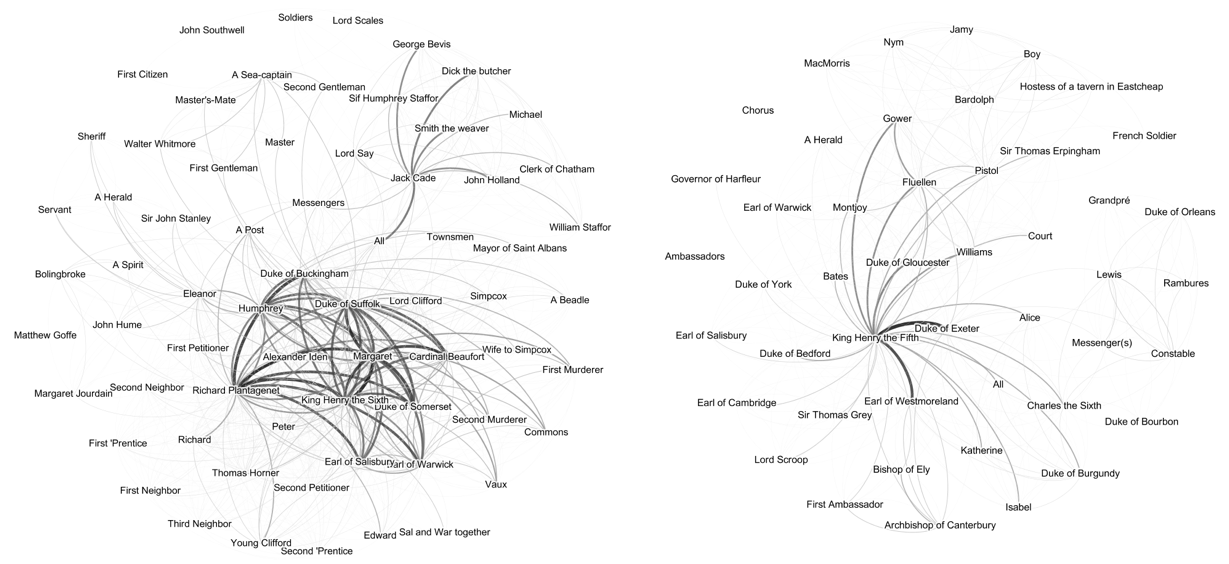 Soldiers
Lord Scales
John Southwell
George Bevis
First Citizen
A Sea-captain
Dick the butcher
Second Gentleman
Master's-Mate
Sif Humphrey Staffor
Michael
Smith the weaver
Sheriff
Walter Whitmore
Master
Lord Say
First Gentleman
Clerk of Chatham
Jack Cade
John Holland
A Herald
Messengers
Servant
Sir John Stanley
A Post
William Staffor
All
Townsmen
Mayor of Saint Albans
A Spirit
Bolingbroke
Duke of Buckingham
Eleanor
Simpcox
A Beadle
Humphrey
Duke of Suffolk
Lord Clifford
John Hume
Matthew Goffe
First Petitioner
Alexander Iden
Margaret
Cardinal Beaufort
Wife to Simpcox
First Murderer
Margaret Jourdain
Second Neighbor
Richard Plantagenet
King Henry the Sixth
Duke of Somerset
Second Murderer
Peter
Commons
First 'Prentice
Richard
Earl of Salisbury
Earl of Warwick
Thomas Horner
First Neighbor
Second Petitioner
Vaux
Third Neighbor
Edward
Sal and War together
Young Clifford
Second 'Prentice
Jamy
Nym
Boy
MacMorris
Hostess of a tavern in Eastcheap
Bardolph
Chorus
Gower
A Herald
French Soldier
Sir Thomas Erpingham
Governor of Harfleur
Fluellen
Pistol
Earl of Warwick
Montjoy
Grandpré
Duke of Orleans
Court
Williams
Ambassadors
Duke of Gloucester
Duke of York
Bates
Lewis
Rambures
Alice
Earl of Salisbury
King Henry the Fifth
Duke of Exeter
Messenger(s)
Duke of Bedford
Constable
All
Earl of Cambridge
Earl of Westmoreland
Charles the Sixth
Sir Thomas Grey
Duke of Bourbon
Katherine
Lord Scroop
Bishop of Ely
Duke of Burgundy
First Ambassador
Isabel
Archbishop of Canterbury